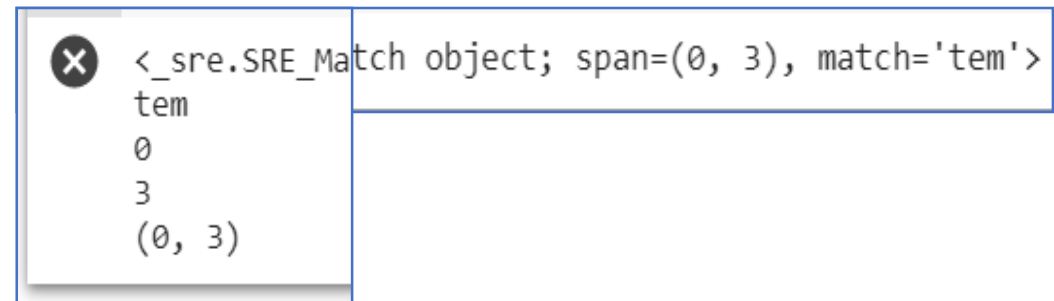 <_sre.SRE_Match object; span=(0, 3), match='tem'>
tem
0
3
(0, 3)